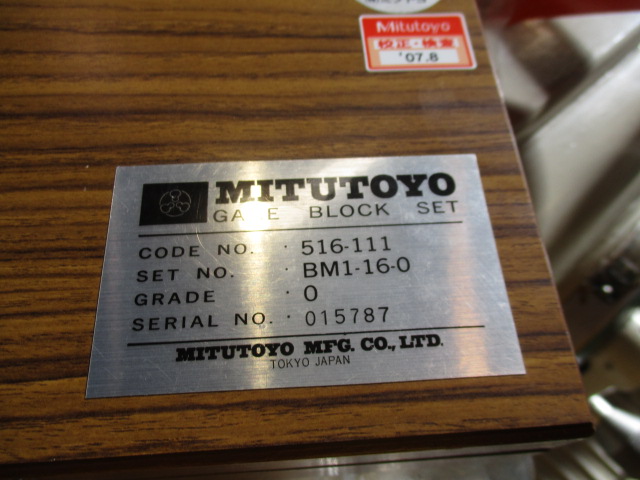 Mitutoyo
校正・検査
'07.8
MITUTOYO
GAGE BLOCK SET
CODE NO. · 516-111
SET NO. · BM1-16-0
GRADE · 0
SERIAL NO. · 015787
MITUTOYO MFG. CO., LTD.
TOKYO JAPAN